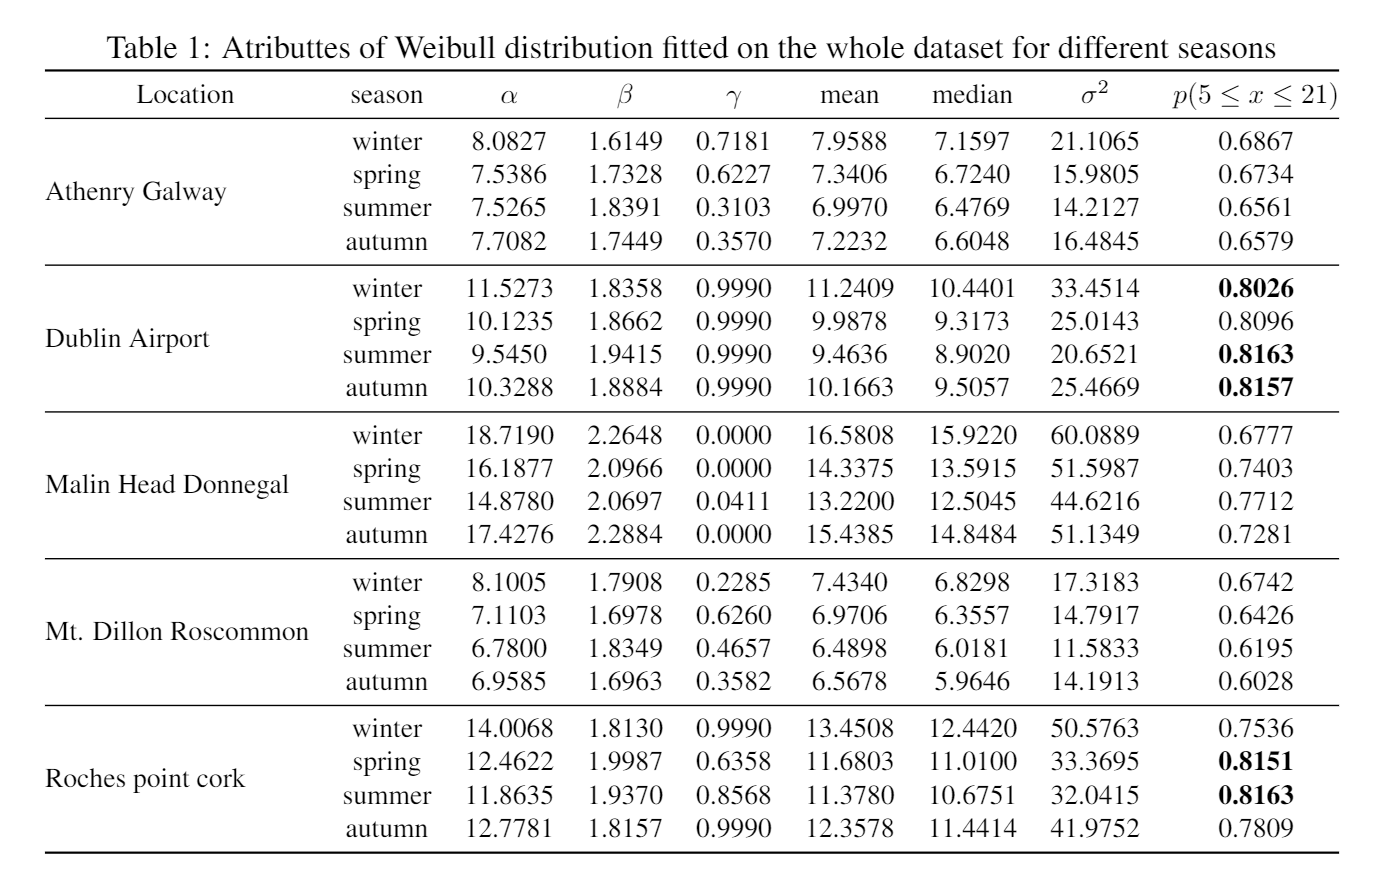 Table 1: Atributtes of Weibull distribution fitted on the whole dataset for different seasons
Location season α β γ mean median σ² p(5 ≤ x ≤ 21)
winter 8.0827 1.6149 0.7181 7.9588 7.1597 21.1065 0.6867
spring 7.5386 1.7328 0.6227 7.3406 6.7240 15.9805 0.6734
Athenry Galway
summer 7.5265 1.8391 0.3103 6.9970 6.4769 14.2127 0.6561
autumn 7.7082 1.7449 0.3570 7.2232 6.6048 16.4845 0.6579
winter 11.5273 1.8358 0.9990 11.2409 10.4401 33.4514 0.8026
spring 10.1235 1.8662 0.9990 9.9878 9.3173 25.0143 0.8096
Dublin Airport
summer 9.5450 1.9415 0.9990 9.4636 8.9020 20.6521 0.8163
autumn 10.3288 1.8884 0.9990 10.1663 9.5057 25.4669 0.8157
winter 18.7190 2.2648 0.0000 16.5808 15.9220 60.0889 0.6777
spring 16.1877 2.0966 0.0000 14.3375 13.5915 51.5987 0.7403
Malin Head Donnegal
summer 14.8780 2.0697 0.0411 13.2200 12.5045 44.6216 0.7712
autumn 17.4276 2.2884 0.0000 15.4385 14.8484 51.1349 0.7281
winter 8.1005 1.7908 0.2285 7.4340 6.8298 17.3183 0.6742
spring 7.1103 1.6978 0.6260 6.9706 6.3557 14.7917 0.6426
Mt. Dillon Roscommon
summer 6.7800 1.8349 0.4657 6.4898 6.0181 11.5833 0.6195
autumn 6.9585 1.6963 0.3582 6.5678 5.9646 14.1913 0.6028
winter 14.0068 1.8130 0.9990 13.4508 12.4420 50.5763 0.7536
spring 12.4622 1.9987 0.6358 11.6803 11.0100 33.3695 0.8151
Roches point cork
summer 11.8635 1.9370 0.8568 11.3780 10.6751 32.0415 0.8163
autumn 12.7781 1.8157 0.9990 12.3578 11.4414 41.9752 0.7809